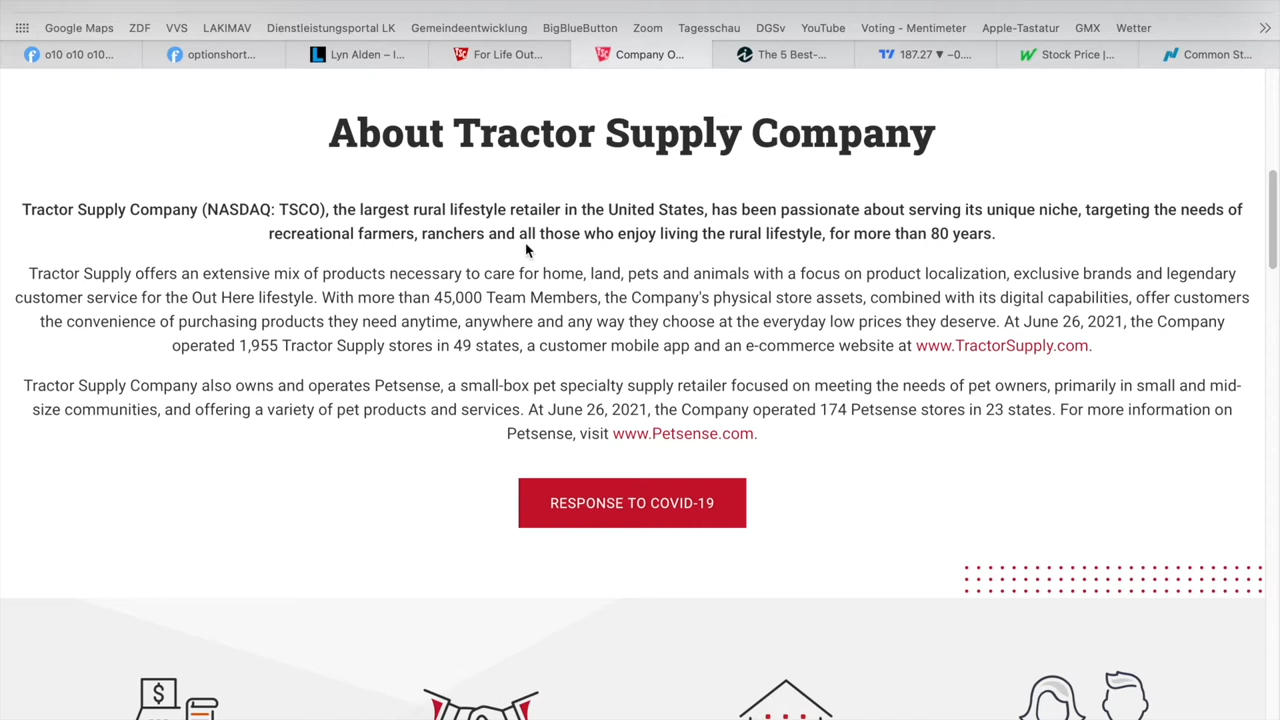 Google Maps ZDF VVS LAKIMAV Dienstleistungsportal LK Gemeindeentwicklung BigBlueButton Zoom Tagesschau DGSv YouTube Voting - Mentimeter Apple-Tastatur GMX Wetter
o10 o10 o10... optionshort... Lyn Alden – I... For Life Out... Company O... The 5 Best-... 187.27 ▼ −0.... Stock Price |... Common St...
About Tractor Supply Company
Tractor Supply Company (NASDAQ: TSCO), the largest rural lifestyle retailer in the United States, has been passionate about serving its unique niche, targeting the needs of
recreational farmers, ranchers and all those who enjoy living the rural lifestyle, for more than 80 years.
Tractor Supply offers an extensive mix of products necessary to care for home, land, pets and animals with a focus on product localization, exclusive brands and legendary
customer service for the Out Here lifestyle. With more than 45,000 Team Members, the Company's physical store assets, combined with its digital capabilities, offer customers
the convenience of purchasing products they need anytime, anywhere and any way they choose at the everyday low prices they deserve. At June 26, 2021, the Company
operated 1,955 Tractor Supply stores in 49 states, a customer mobile app and an e-commerce website at www.TractorSupply.com.
Tractor Supply Company also owns and operates Petsense, a small-box pet specialty supply retailer focused on meeting the needs of pet owners, primarily in small and mid-
size communities, and offering a variety of pet products and services. At June 26, 2021, the Company operated 174 Petsense stores in 23 states. For more information on
Petsense, visit www.Petsense.com.
RESPONSE TO COVID-19